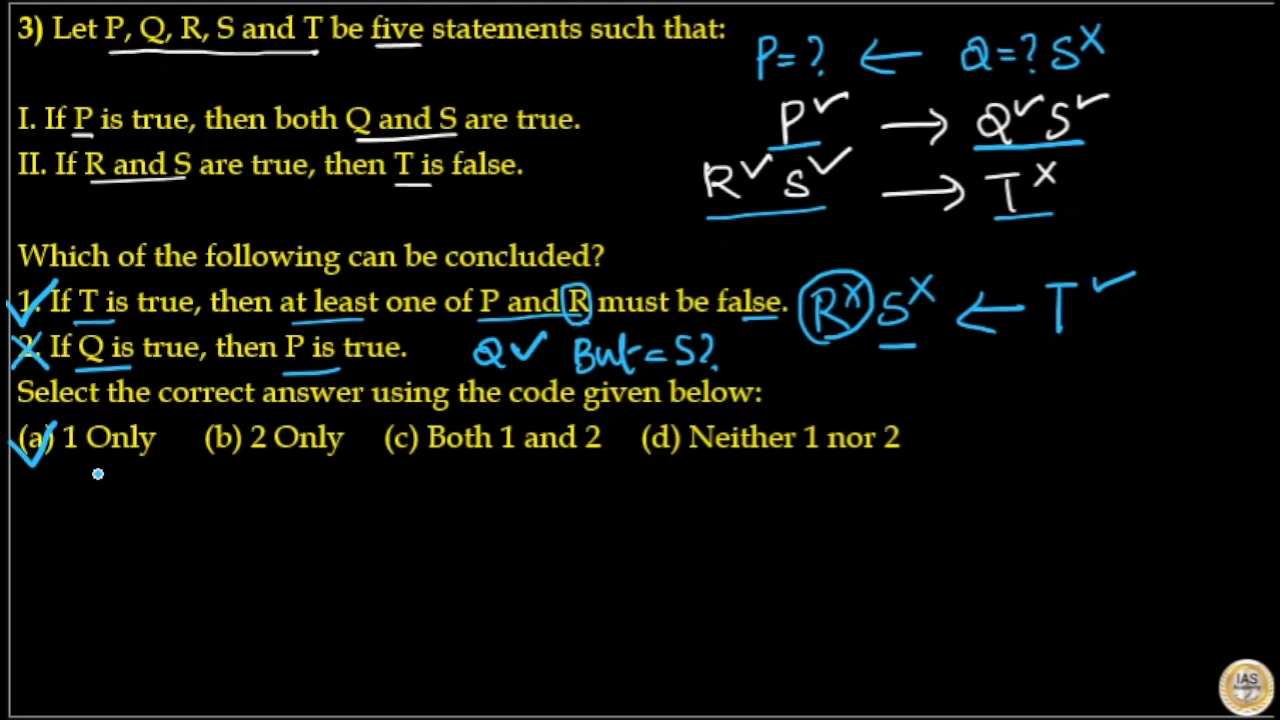 3) Let P, Q, R, S and T be five statements such that:
P = ? ← Q = ? S X
I. If P is true, then both Q and S are true.
P ✓ → Q ✓ S ✓
II. If R and S are true, then T is false.
R ✓ S ✓ → T X
Which of the following can be concluded?
1. If T is true, then at least one of P and R must be false.
R X S X ← T ✓
2. If Q is true, then P is true.
Q ✓ But = S?
Select the correct answer using the code given below:
(a) 1 Only (b) 2 Only (c) Both 1 and 2 (d) Neither 1 nor 2
IAS
Academy